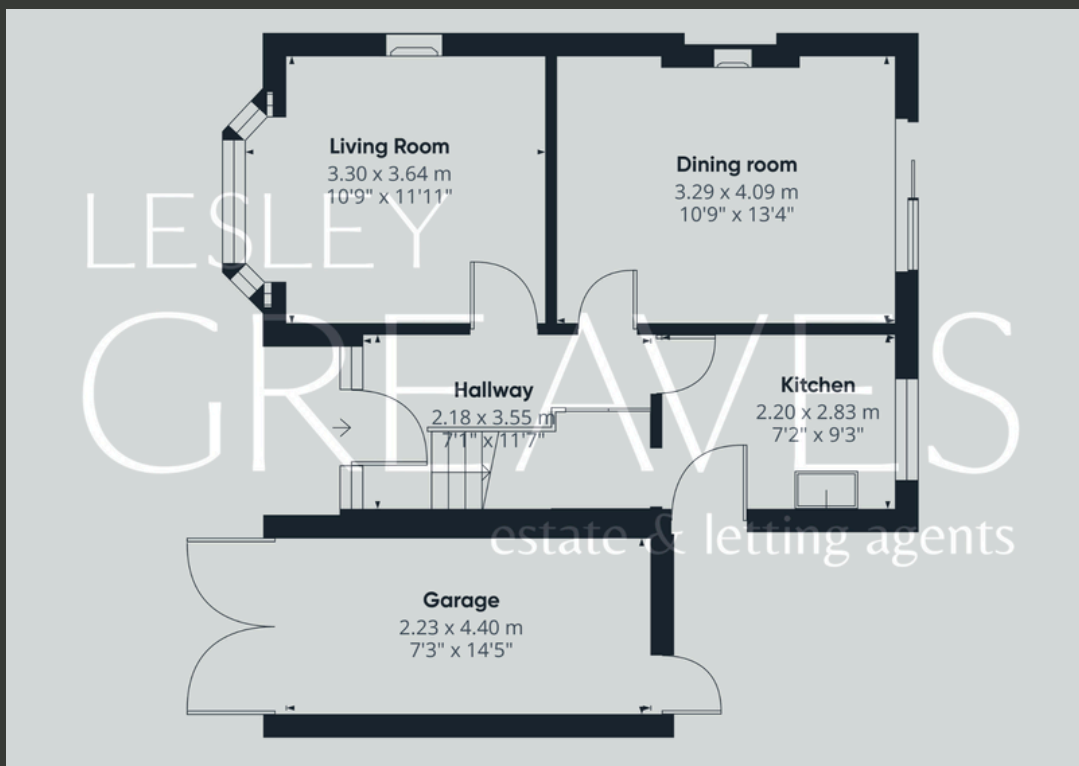 Living Room
3.30 x 3.64 m
10'9" x 11'11"
Dining room
3.29 x 4.09 m
10'9" x 13'4"
LESLEY
GREAVES
estate & letting agents
Hallway
2.18 x 3.55 m
7'1" x 11'7"
Kitchen
2.20 x 2.83 m
7'2" x 9'3"
Garage
2.23 x 4.40 m
7'3" x 14'5"